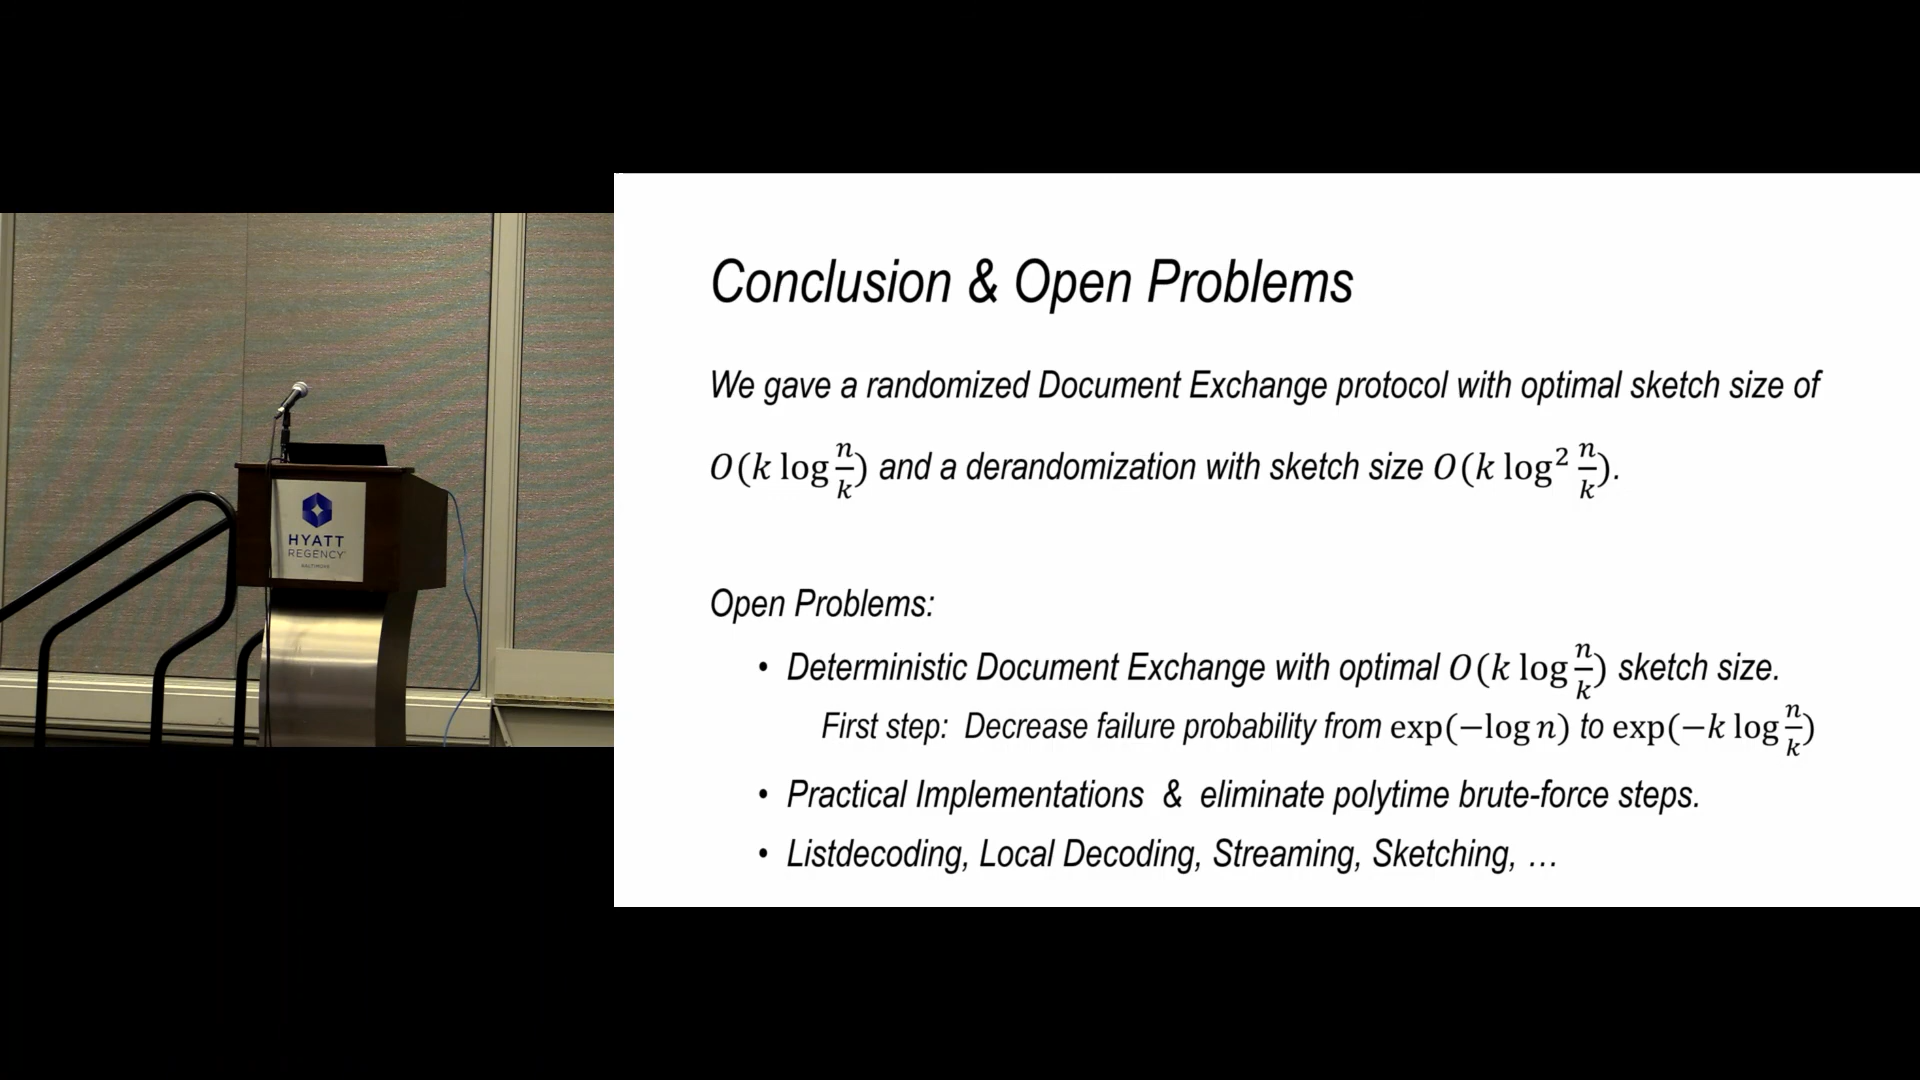 Conclusion & Open Problems
We gave a randomized Document Exchange protocol with optimal sketch size of
O(k log n/k) and a derandomization with sketch size O(k log² n/k).
Open Problems:
• Deterministic Document Exchange with optimal O(k log n/k) sketch size.
First step: Decrease failure probability from exp(−log n) to exp(−k log n/k)
• Practical Implementations & eliminate polytime brute-force steps.
• Listdecoding, Local Decoding, Streaming, Sketching, …
HYATT
REGENCY
BALTIMORE